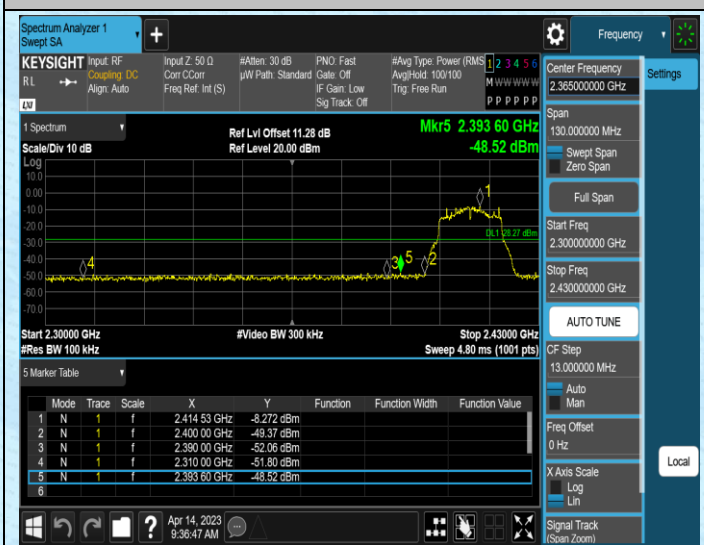 Spectrum Analyzer 1
Swept SA
+
Frequency
KEYSIGHT
RL
LXI
Input: RF
Coupling: DC
Align: Auto
Input Z: 50 Ω
Corr CCorr
Freq Ref: Int (S)
#Atten: 30 dB
µW Path: Standard
PNO: Fast
Gate: Off
IF Gain: Low
Sig Track: Off
#Avg Type: Power (RMS
Avg|Hold: 100/100
Trig: Free Run
1 2 3 4 5 6
M W W W W W
P P P P P P
Center Frequency
2.365000000 GHz
Settings
Span
130.000000 MHz
Swept Span
Zero Span
Full Span
Start Freq
2.300000000 GHz
Stop Freq
2.430000000 GHz
AUTO TUNE
CF Step
13.000000 MHz
Auto
Man
Freq Offset
0 Hz
X Axis Scale
Log
Lin
Local
Signal Track
(Span Zoom)
1 Spectrum
Scale/Div 10 dB
Ref Lvl Offset 11.28 dB
Ref Level 20.00 dBm
Mkr5 2.393 60 GHz
-48.52 dBm
Log
10.0
0.00
-10.0
-20.0
-30.0
-40.0
-50.0
-60.0
-70.0
1
DL1 -28.27 dBm
4
3
5
2
Start 2.30000 GHz
#Video BW 300 kHz
Stop 2.43000 GHz
#Res BW 100 kHz
Sweep 4.80 ms (1001 pts)
5 Marker Table
Mode Trace Scale X Y Function Function Width Function Value
1 N 1 f 2.414 53 GHz -8.272 dBm
2 N 1 f 2.400 00 GHz -49.37 dBm
3 N 1 f 2.390 00 GHz -52.06 dBm
4 N 1 f 2.310 00 GHz -51.80 dBm
5 N 1 f 2.393 60 GHz -48.52 dBm
6
?
Apr 14, 2023
9:36:47 AM